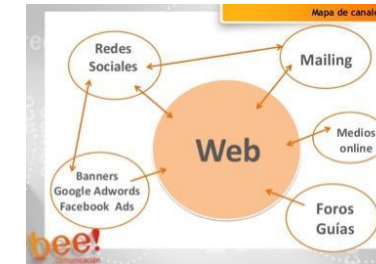 Mapa de canale
Redes
Sociales
Mailing
Web
Medios
online
Banners
Google Adwords
Facebook Ads
Foros
Guías
bee!
comunicación